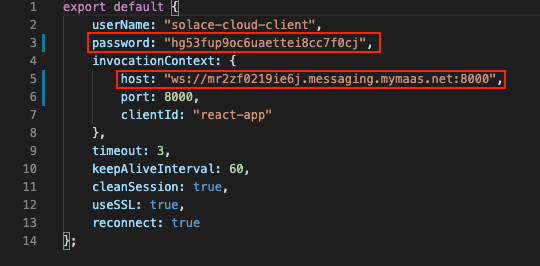 1 export default {
2 userName: "solace-cloud-client",
3 password: "hg53fup9oc6uaettei8cc7f0cj",
4 invocationContext: {
5 host: "ws://mr2zf0219ie6j.messaging.mymaas.net:8000",
6 port: 8000,
7 clientId: "react-app"
8 },
9 timeout: 3,
10 keepAliveInterval: 60,
11 cleanSession: true,
12 useSSL: true,
13 reconnect: true
14 };